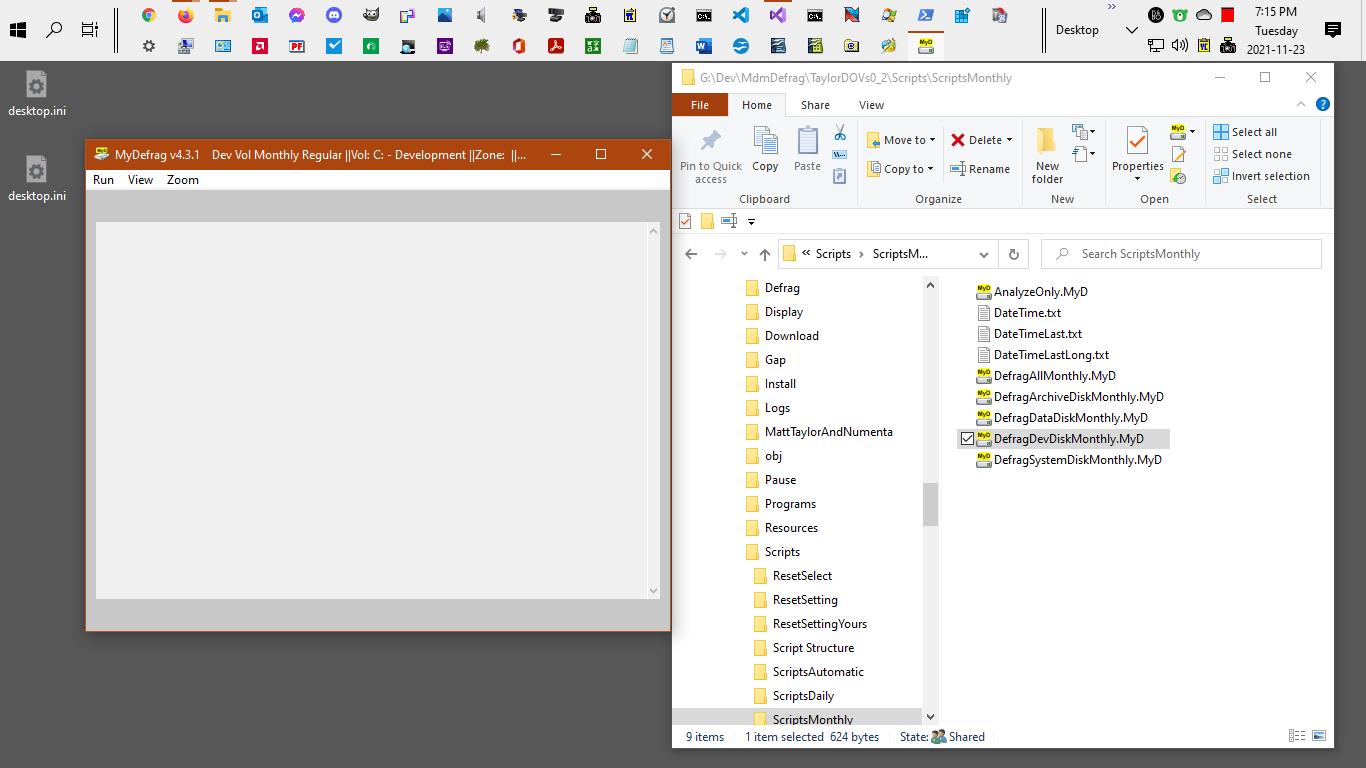 Desktop
»
7:15 PM
Tuesday
2021-11-23
desktop.ini
desktop.ini
MyDefrag v4.3.1 Dev Vol Monthly Regular ||Vol: C: - Development ||Zone: ||...
Run View Zoom
G:\Dev\MdmDefrag\TaylorDOVs0_2\Scripts\ScriptsMonthly
File Home Share View
Pin to Quick access
Copy
Paste
Clipboard
Move to
Copy to
Delete
Rename
Organize
New folder
New
Properties
Open
Select all
Select none
Invert selection
Select
« Scripts › ScriptsM...
Search ScriptsMonthly
Defrag
Display
Download
Gap
Install
Logs
MattTaylorAndNumenta
obj
Pause
Programs
Resources
Scripts
ResetSelect
ResetSetting
ResetSettingYours
Script Structure
ScriptsAutomatic
ScriptsDaily
ScriptsMonthly
AnalyzeOnly.MyD
DateTime.txt
DateTimeLast.txt
DateTimeLastLong.txt
DefragAllMonthly.MyD
DefragArchiveDiskMonthly.MyD
DefragDataDiskMonthly.MyD
DefragDevDiskMonthly.MyD
DefragSystemDiskMonthly.MyD
9 items 1 item selected 624 bytes State: Shared